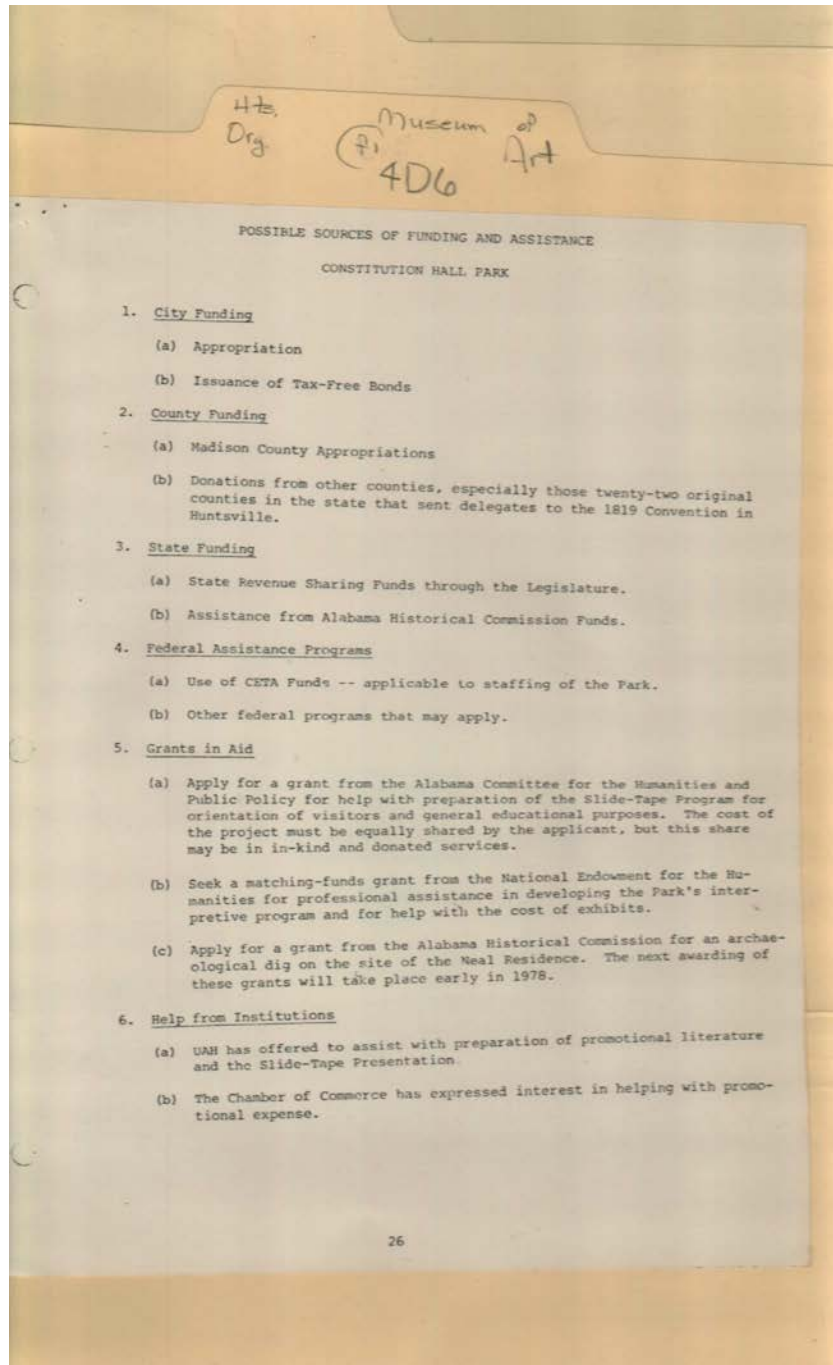 Hts. Museum of
Org. Art
4D6
POSSIBLE SOURCES OF FUNDING AND ASSISTANCE
CONSTITUTION HALL PARK
1. City Funding
(a) Appropriation
(b) Issuance of Tax-Free Bonds
2. County Funding
(a) Madison County Appropriations
(b) Donations from other counties, especially those twenty-two original
counties in the state that sent delegates to the 1819 Convention in
Huntsville.
3. State Funding
(a) State Revenue Sharing Funds through the Legislature.
(b) Assistance from Alabama Historical Commission Funds.
4. Federal Assistance Programs
(a) Use of CETA Funds -- applicable to staffing of the Park.
(b) Other federal programs that may apply.
5. Grants in Aid
(a) Apply for a grant from the Alabama Committee for the Humanities and
Public Policy for help with preparation of the Slide-Tape Program for
orientation of visitors and general educational purposes. The cost of
the project must be equally shared by the applicant, but this share
may be in in-kind and donated services.
(b) Seek a matching-funds grant from the National Endowment for the Hu-
manities for professional assistance in developing the Park's inter-
pretive program and for help with the cost of exhibits.
(c) Apply for a grant from the Alabama Historical Commission for an archae-
ological dig on the site of the Neal Residence. The next awarding of
these grants will take place early in 1978.
6. Help from Institutions
(a) UAH has offered to assist with preparation of promotional literature
and the Slide-Tape Presentation.
(b) The Chamber of Commerce has expressed interest in helping with promo-
tional expense.
26